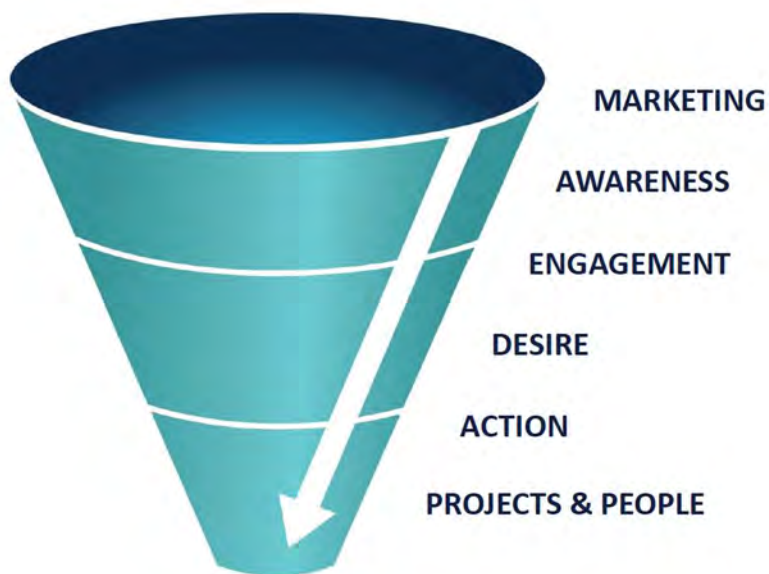 MARKETING
AWARENESS
ENGAGEMENT
DESIRE
ACTION
PROJECTS & PEOPLE